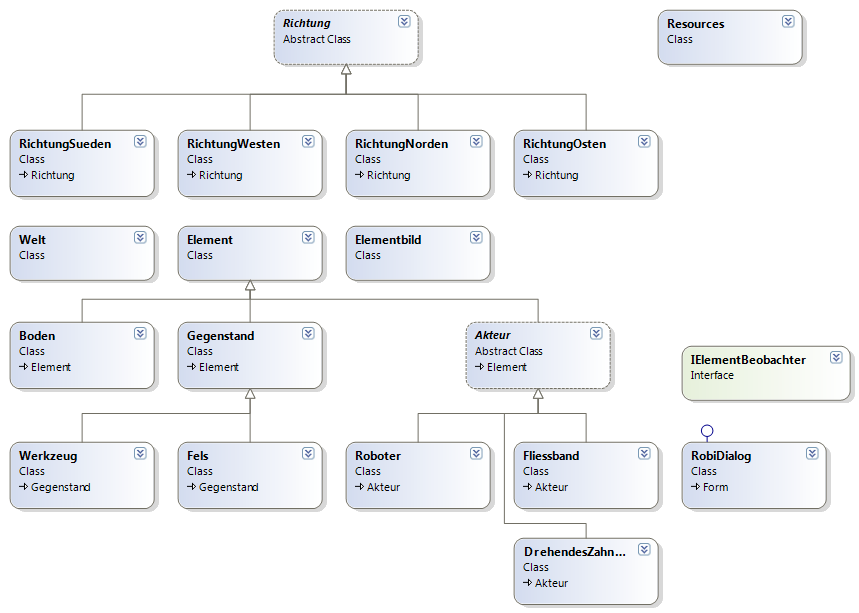 Richtung
Abstract Class
Resources
Class
RichtungSueden
Class
Richtung
RichtungWesten
Class
Richtung
RichtungNorden
Class
Richtung
RichtungOsten
Class
Richtung
Welt
Class
Element
Class
Elementbild
Class
Boden
Class
Element
Gegenstand
Class
Element
Akteur
Abstract Class
Element
IElementBeobachter
Interface
Werkzeug
Class
Gegenstand
Fels
Class
Gegenstand
Roboter
Class
Akteur
Fliessband
Class
Akteur
RobiDialog
Class
Form
DrehendesZahn...
Class
Akteur